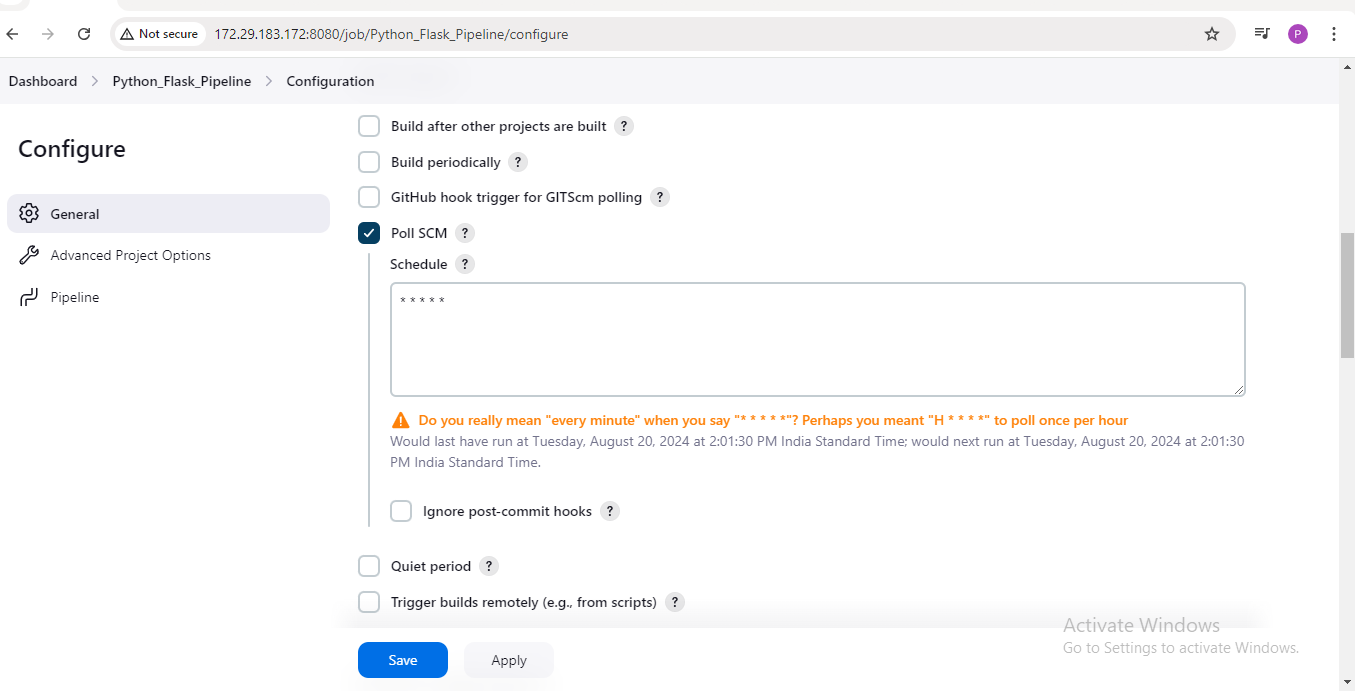 Not secure 172.29.183.172:8080/job/Python_Flask_Pipeline/configure P
Dashboard Python_Flask_Pipeline Configuration
Configure
General
Advanced Project Options
Pipeline
Build after other projects are built ?
Build periodically ?
GitHub hook trigger for GITScm polling ?
Poll SCM ?
Schedule ?
* * * * *
Do you really mean "every minute" when you say "* * * * *"? Perhaps you meant "H * * * *" to poll once per hour
Would last have run at Tuesday, August 20, 2024 at 2:01:30 PM India Standard Time; would next run at Tuesday, August 20, 2024 at 2:01:30
PM India Standard Time.
Ignore post-commit hooks ?
Quiet period ?
Trigger builds remotely (e.g., from scripts) ?
Save Apply
Activate Windows
Go to Settings to activate Windows.